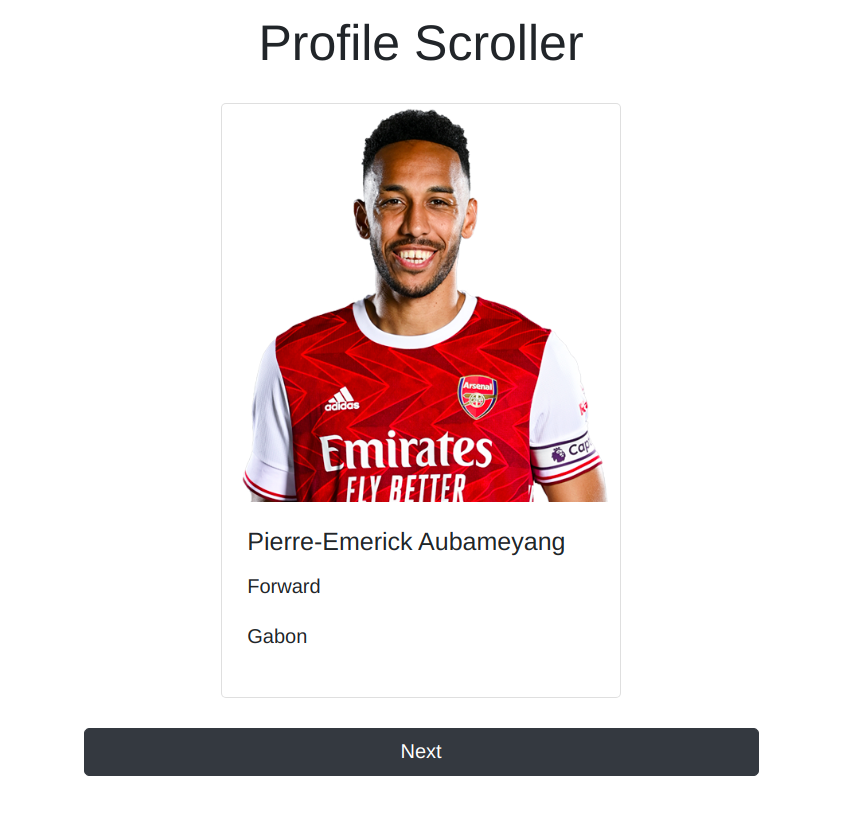 Profile Scroller
Arsenal
adidas
Emirates
FLY BETTER
Pierre-Emerick Aubameyang
Forward
Gabon
Next